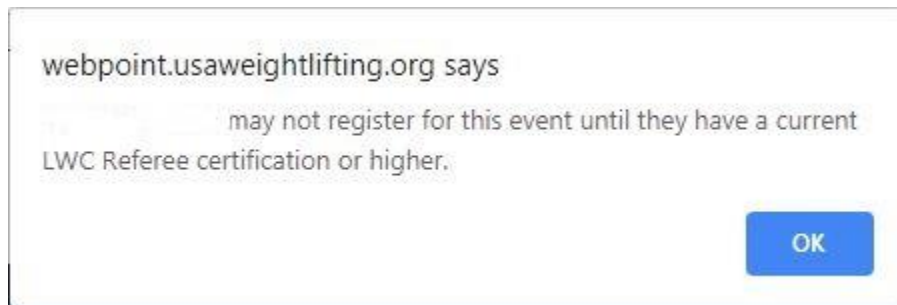 webpoint.usaweightlifting.org says
may not register for this event until they have a current
LWC Referee certification or higher.
OK